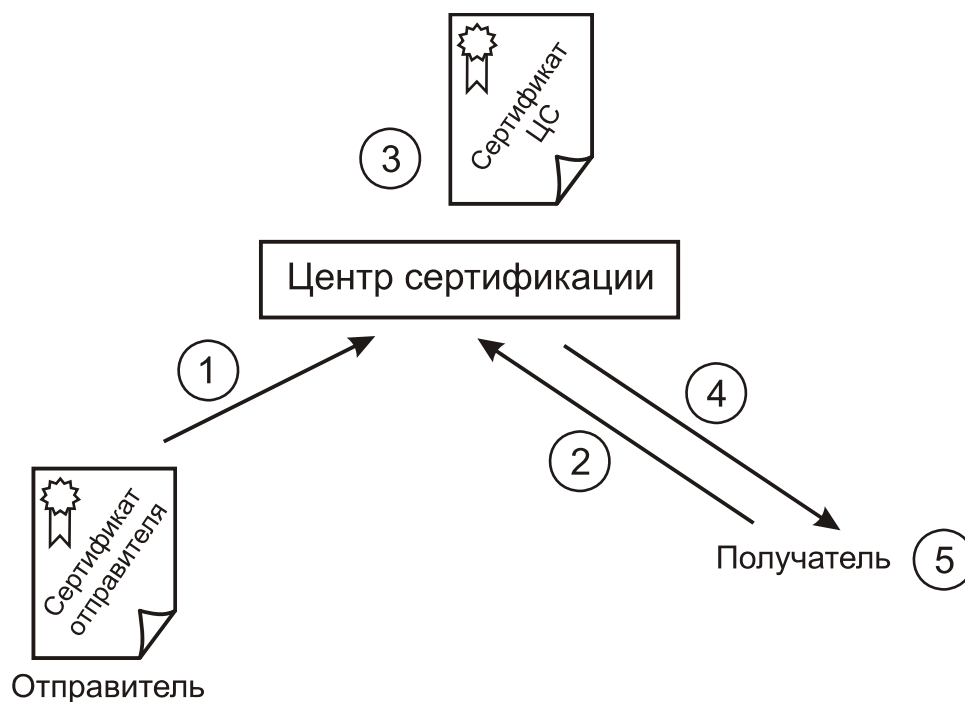 Сертификат
ЦС
3
Центр сертификации
1
4
2
Сертификат
отправителя
Получатель
5
Отправитель